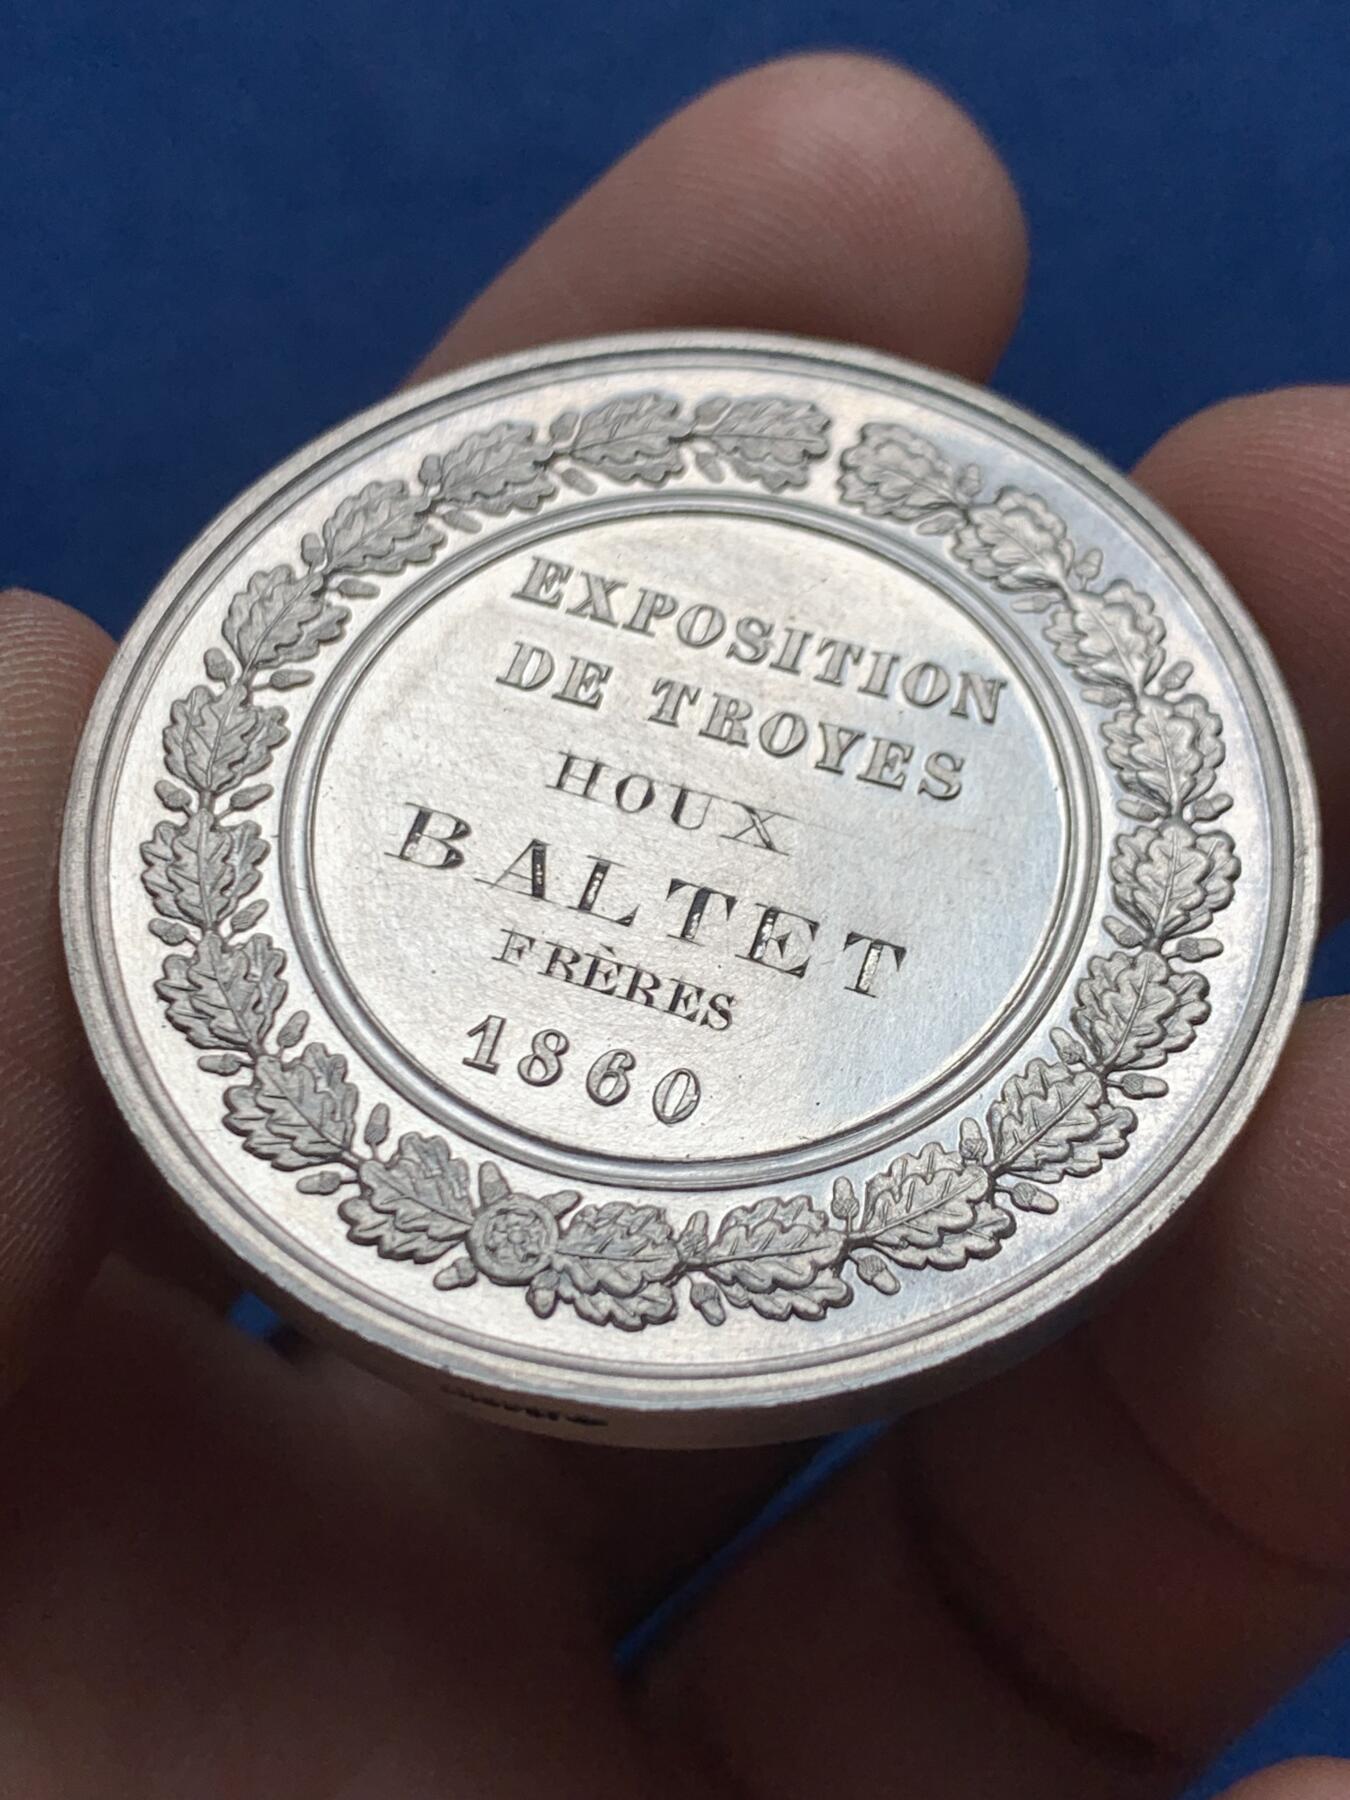 EXPOSITION
DE TROYES
HOUX
BALTET
FRÈRES
1860